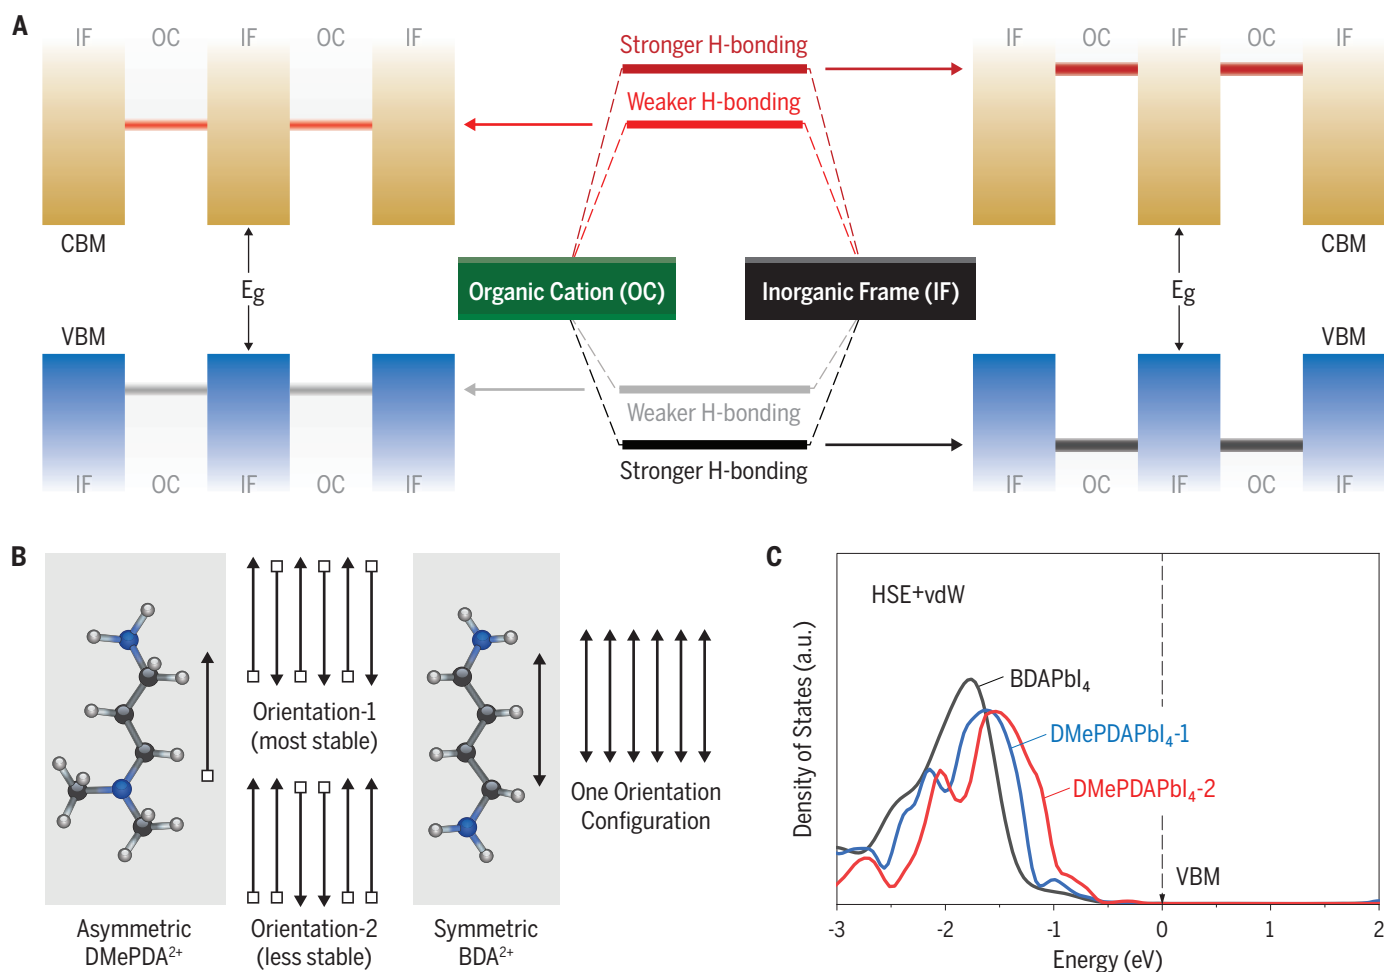 A
IF OC IF OC IF
Stronger H-bonding
Weaker H-bonding
IF OC IF OC IF
CBM
Eg
VBM
Organic Cation (OC)
Inorganic Frame (IF)
CBM
Eg
VBM
Weaker H-bonding
Stronger H-bonding
IF OC IF OC IF
IF OC IF OC IF
B
Orientation-1
(most stable)
Orientation-2
(less stable)
Asymmetric
DMePDA²⁺
Symmetric
BDA²⁺
One Orientation
Configuration
C
HSE+vdW
BDAPbI₄
DMePDAPbI₄-1
DMePDAPbI₄-2
VBM
Density of States (a.u.)
-3 -2 -1 0 1 2
Energy (eV)